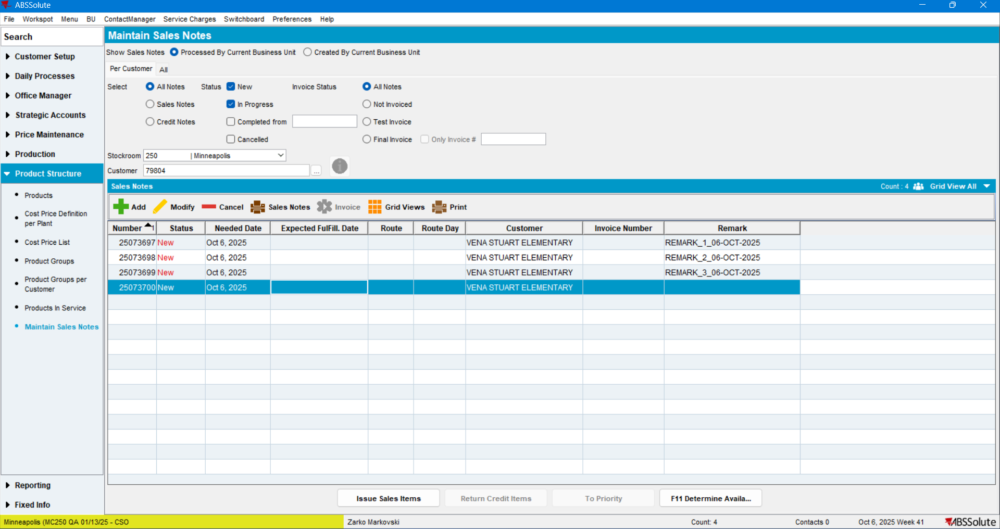 ABSSolute
File Workspot Menu BU ContactManager Service Charges Switchboard Preferences Help
Search
Customer Setup
Daily Processes
Office Manager
Strategic Accounts
Price Maintenance
Production
Product Structure
Products
Cost Price Definition
per Plant
Cost Price List
Product Groups
Product Groups per
Customer
Products In Service
Maintain Sales Notes
Reporting
Fixed Info
Maintain Sales Notes
Show Sales Notes Processed By Current Business Unit Created By Current Business Unit
Per Customer All
Select All Notes Status New Invoice Status All Notes
Sales Notes In Progress Not Invoiced
Credit Notes Completed from Test Invoice
Cancelled Final Invoice Only Invoice #
Stockroom 250 | Minneapolis
Customer 79804 ...
Sales Notes Count : 4 Grid View All
Add Modify Cancel Sales Notes Invoice Grid Views Print
Number 1 Status Needed Date Expected FulFill. Date Route Route Day Customer Invoice Number Remark
25073697 New Oct 6, 2025 VENA STUART ELEMENTARY REMARK_1_06-OCT-2025
25073698 New Oct 6, 2025 VENA STUART ELEMENTARY REMARK_2_06-OCT-2025
25073699 New Oct 6, 2025 VENA STUART ELEMENTARY REMARK_3_06-OCT-2025
25073700 New Oct 6, 2025 VENA STUART ELEMENTARY
Issue Sales Items Return Credit Items To Priority F11 Determine Availa...
Minneapolis (MC250 QA 01/13/25 - CSO Zarko Markovski Count: 4 Contacts 0 Oct 6, 2025 Week 41 ABSSolute